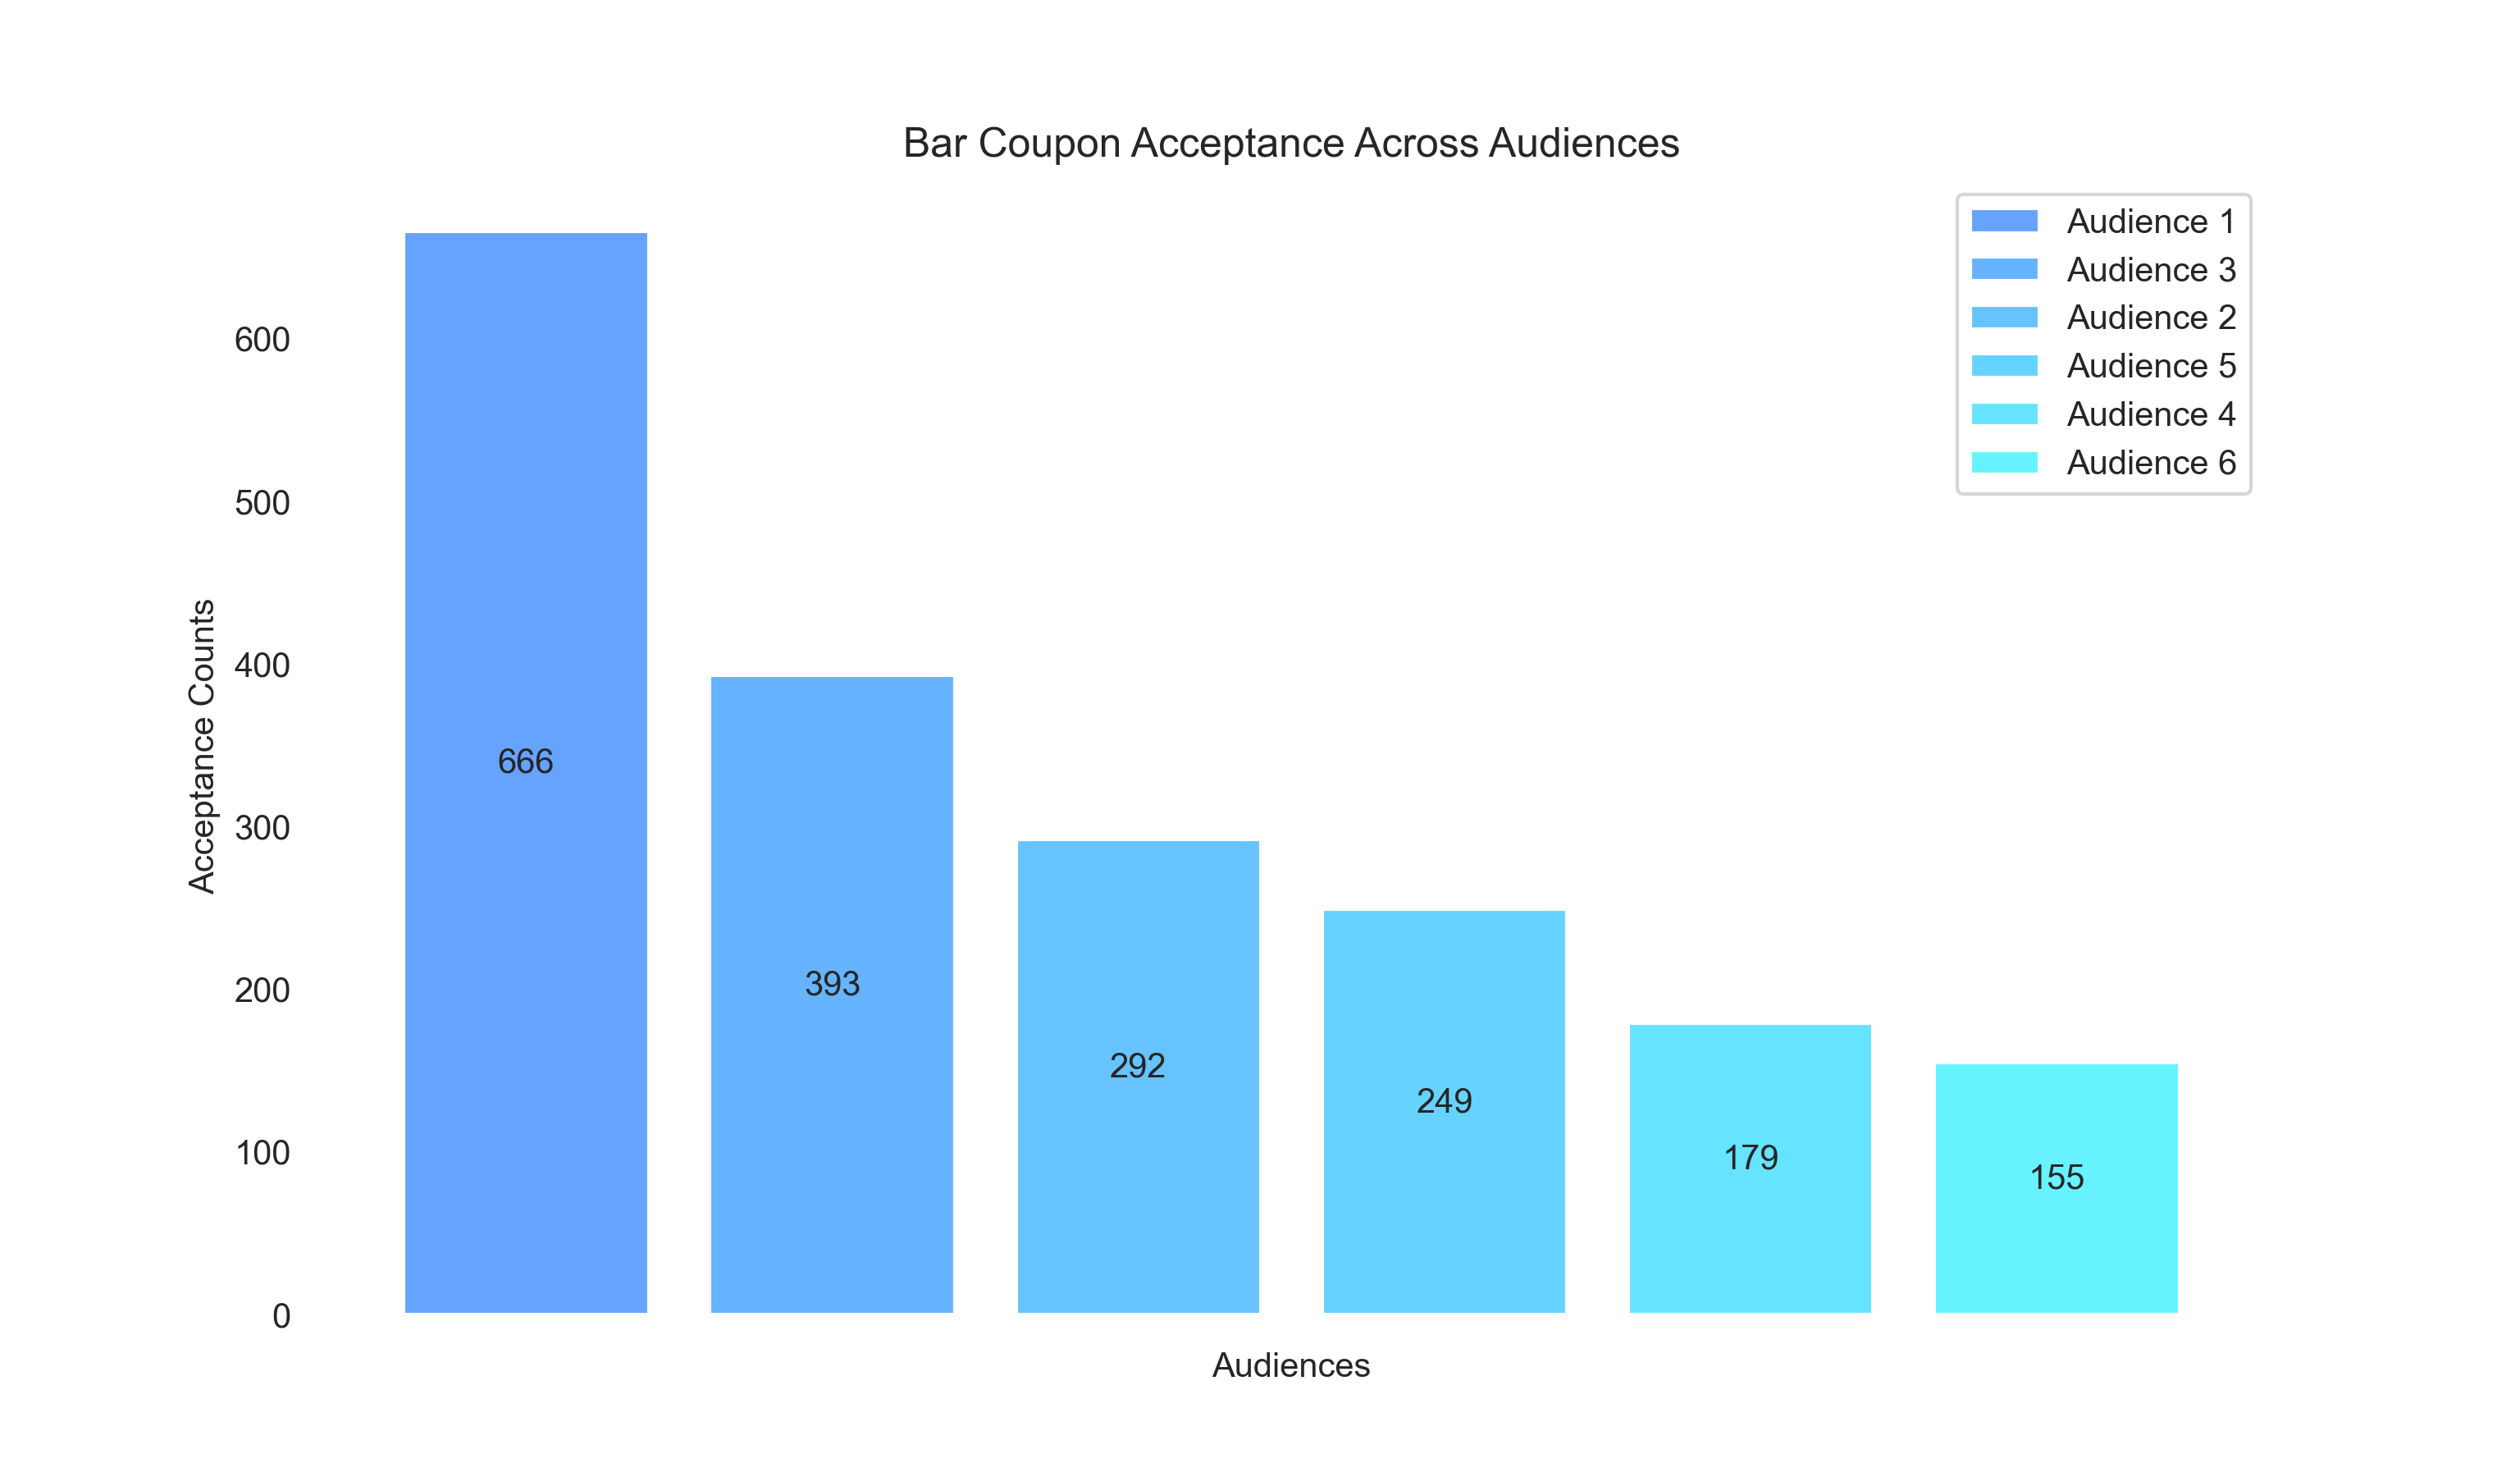 Bar Coupon Acceptance Across Audiences
Audience 1
Audience 3
Audience 2
Audience 5
Audience 4
Audience 6
600
500
400
300
200
100
0
Acceptance Counts
666
393
292
249
179
155
Audiences